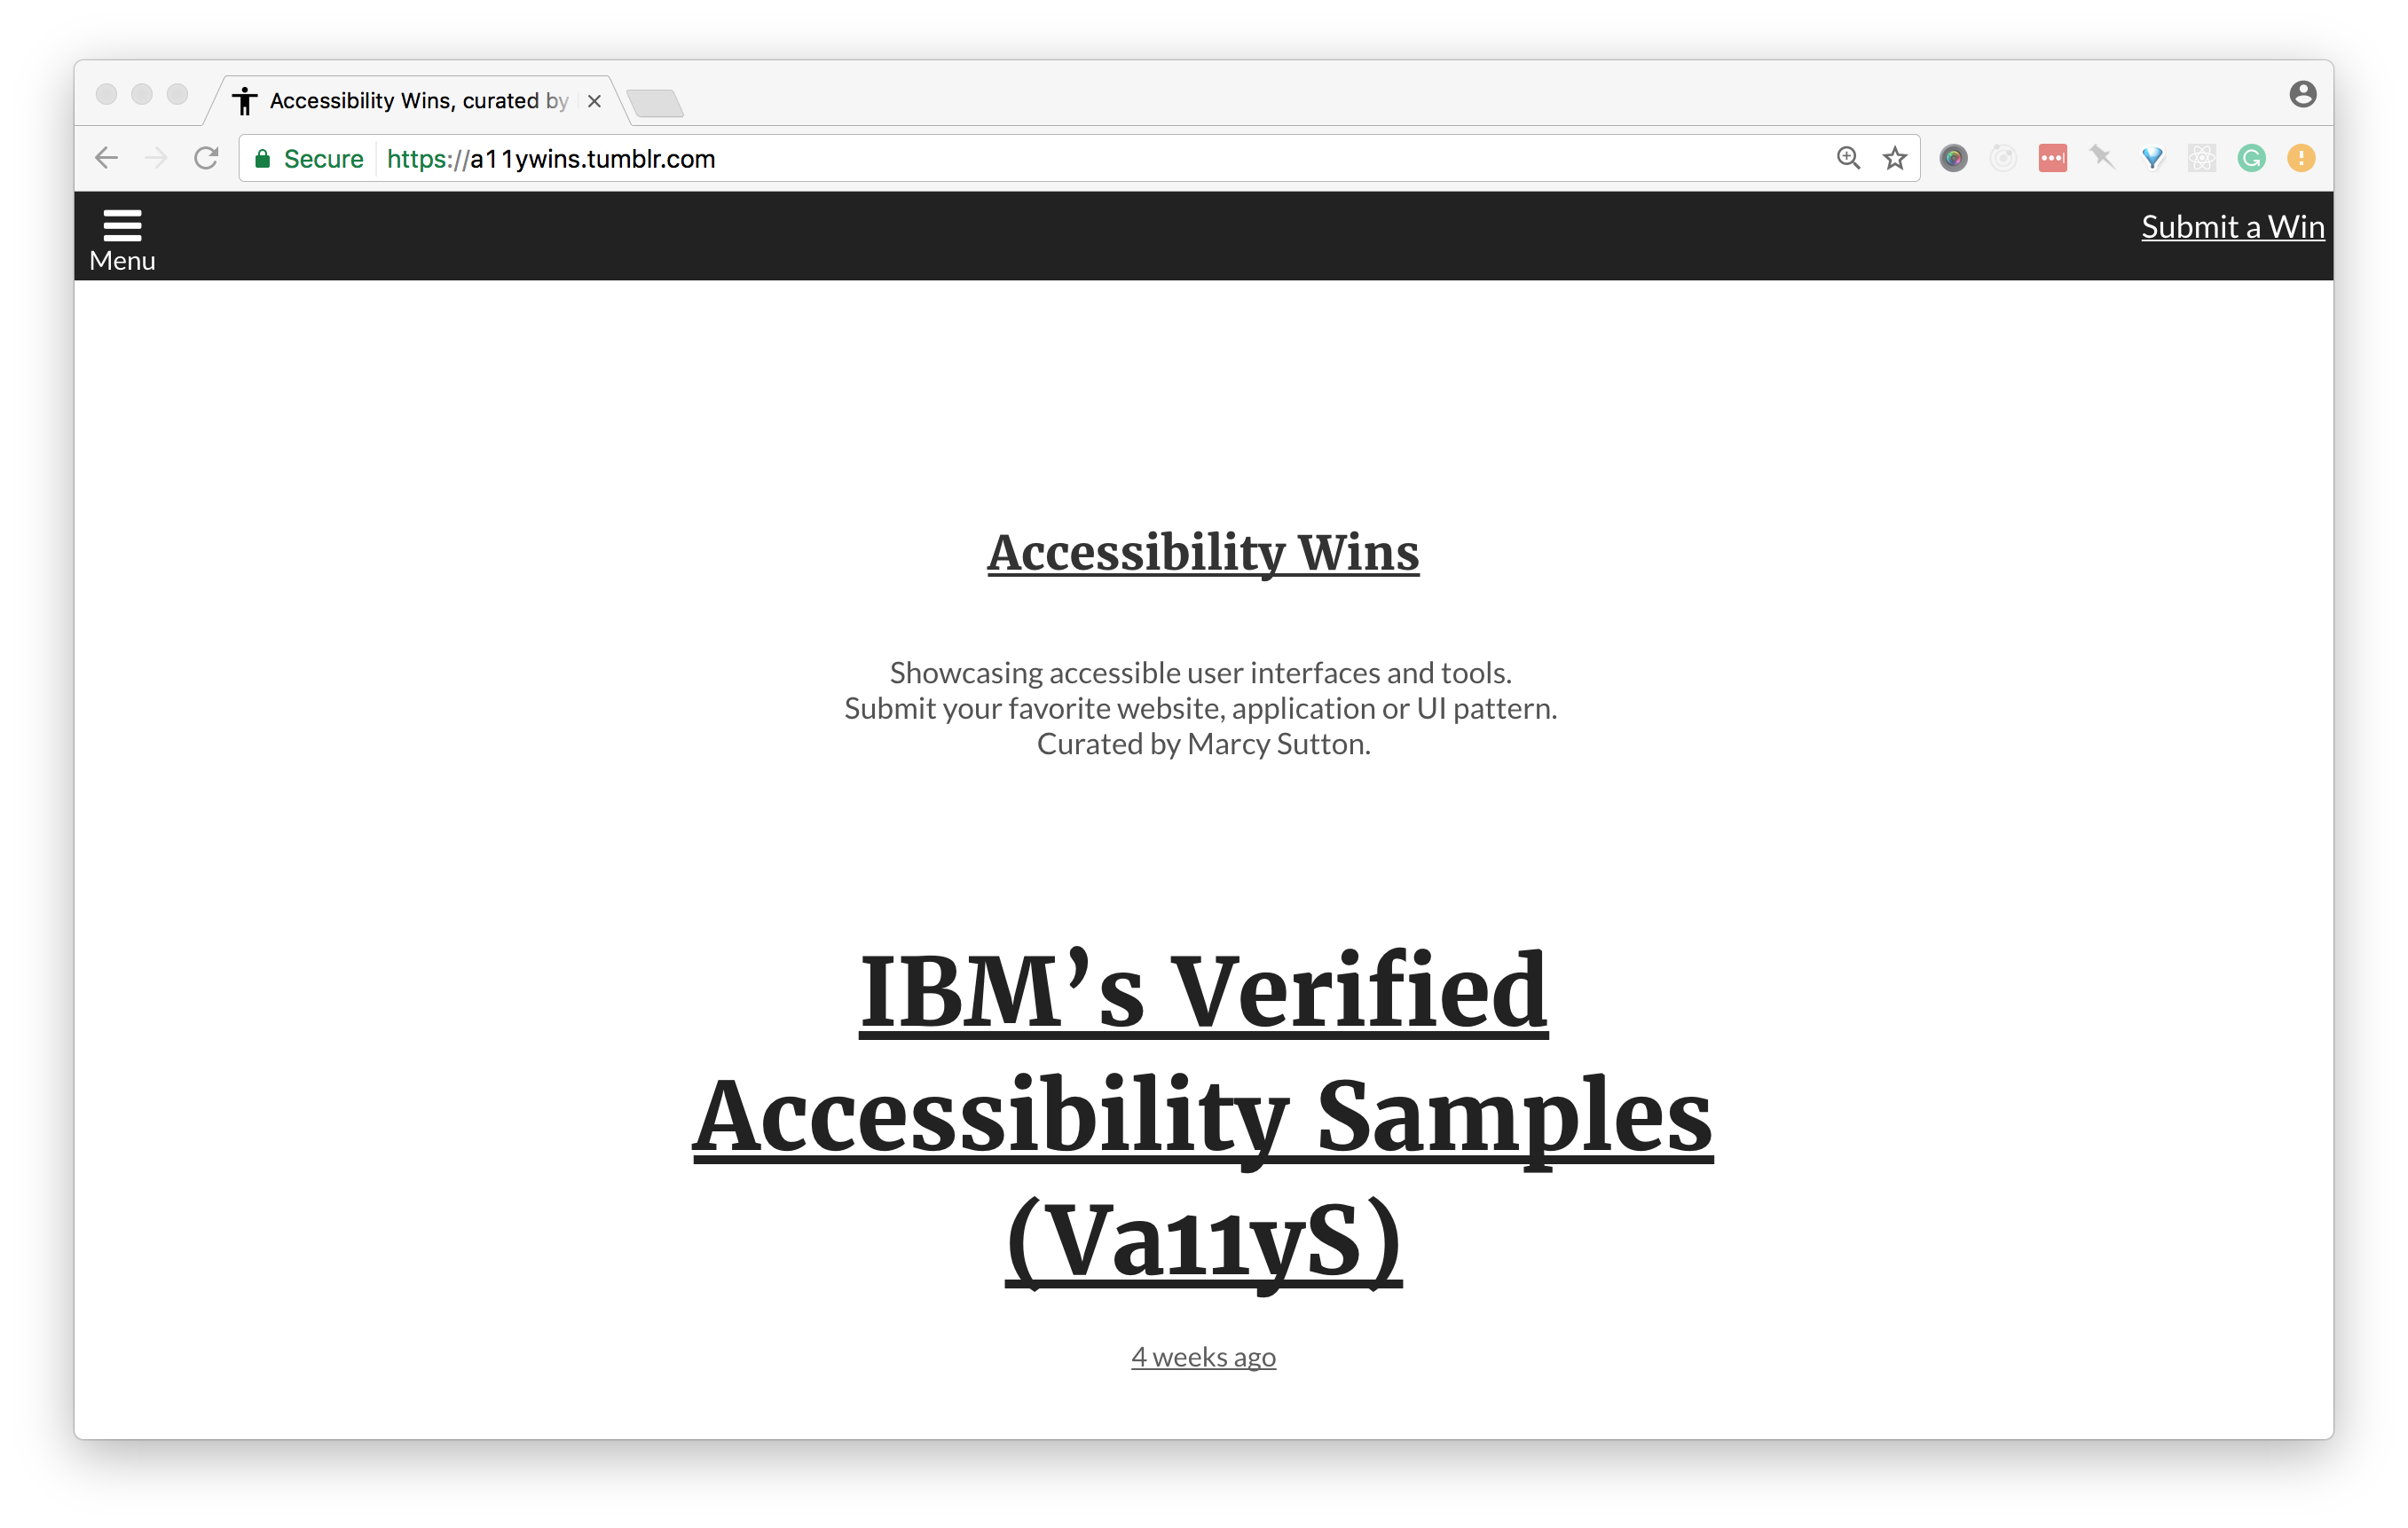 Accessibility Wins, curated by
Secure https://a11ywins.tumblr.com
Menu
Submit a Win
Accessibility Wins
Showcasing accessible user interfaces and tools.
Submit your favorite website, application or UI pattern.
Curated by Marcy Sutton.
IBM’s Verified
Accessibility Samples
(Va11yS)
4 weeks ago